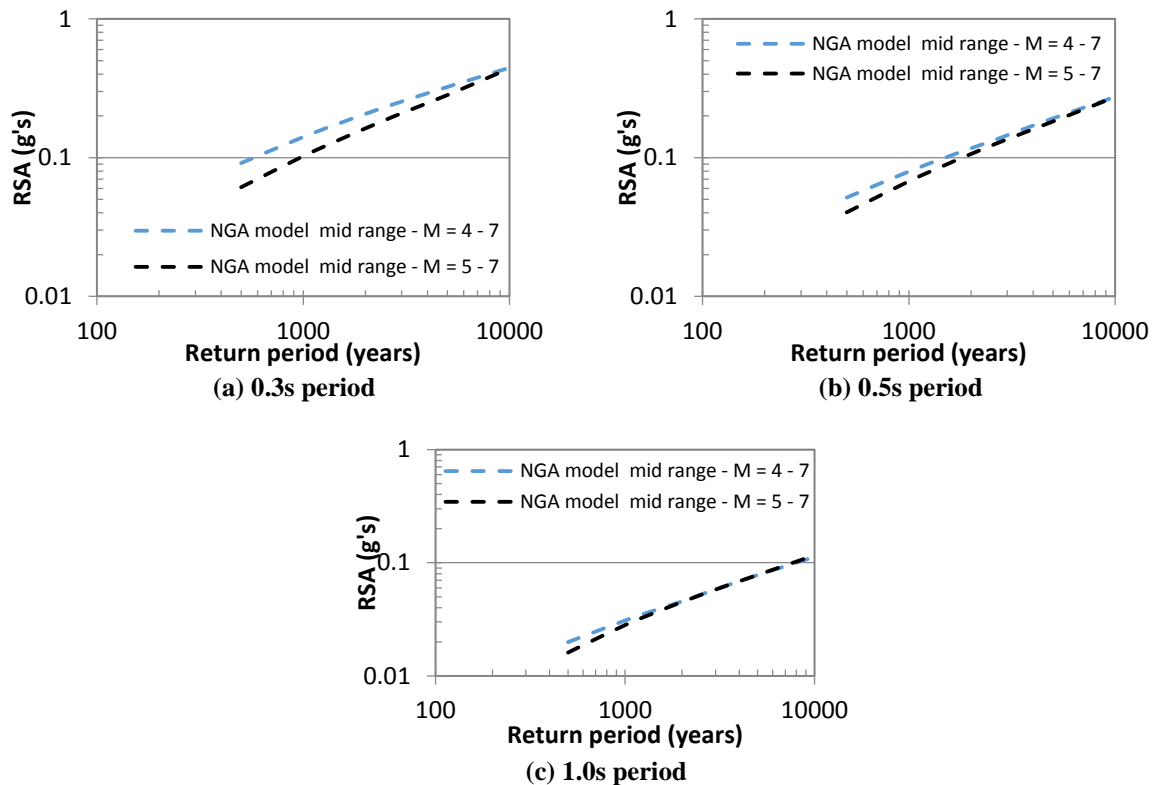 1
0.1
0.01
RSA (g's)
NGA model mid range - M = 4 - 7
NGA model mid range - M = 5 - 7
100
1000
10000
Return period (years)
(a) 0.3s period
1
0.1
0.01
RSA (g's)
NGA model mid range - M = 4 - 7
NGA model mid range - M = 5 - 7
100
1000
10000
Return period (years)
(b) 0.5s period
1
0.1
0.01
RSA (g's)
NGA model mid range - M = 4 - 7
NGA model mid range - M = 5 - 7
100
1000
10000
Return period (years)
(c) 1.0s period